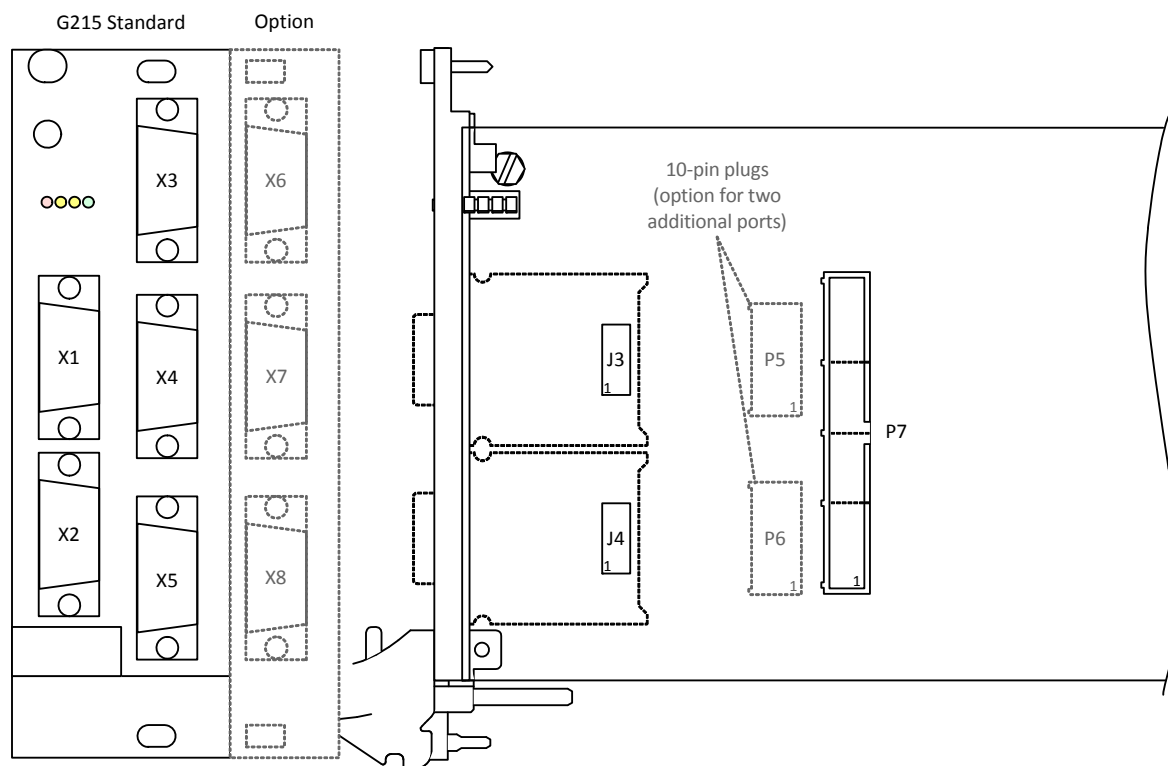 G215 Standard
Option
X3
X6
10-pin plugs
(option for two
additional ports)
X1
X4
X7
J3
1
P5
1
P7
X2
X5
X8
J4
1
P6
1
1